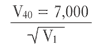 V40 = 7,000
√V1